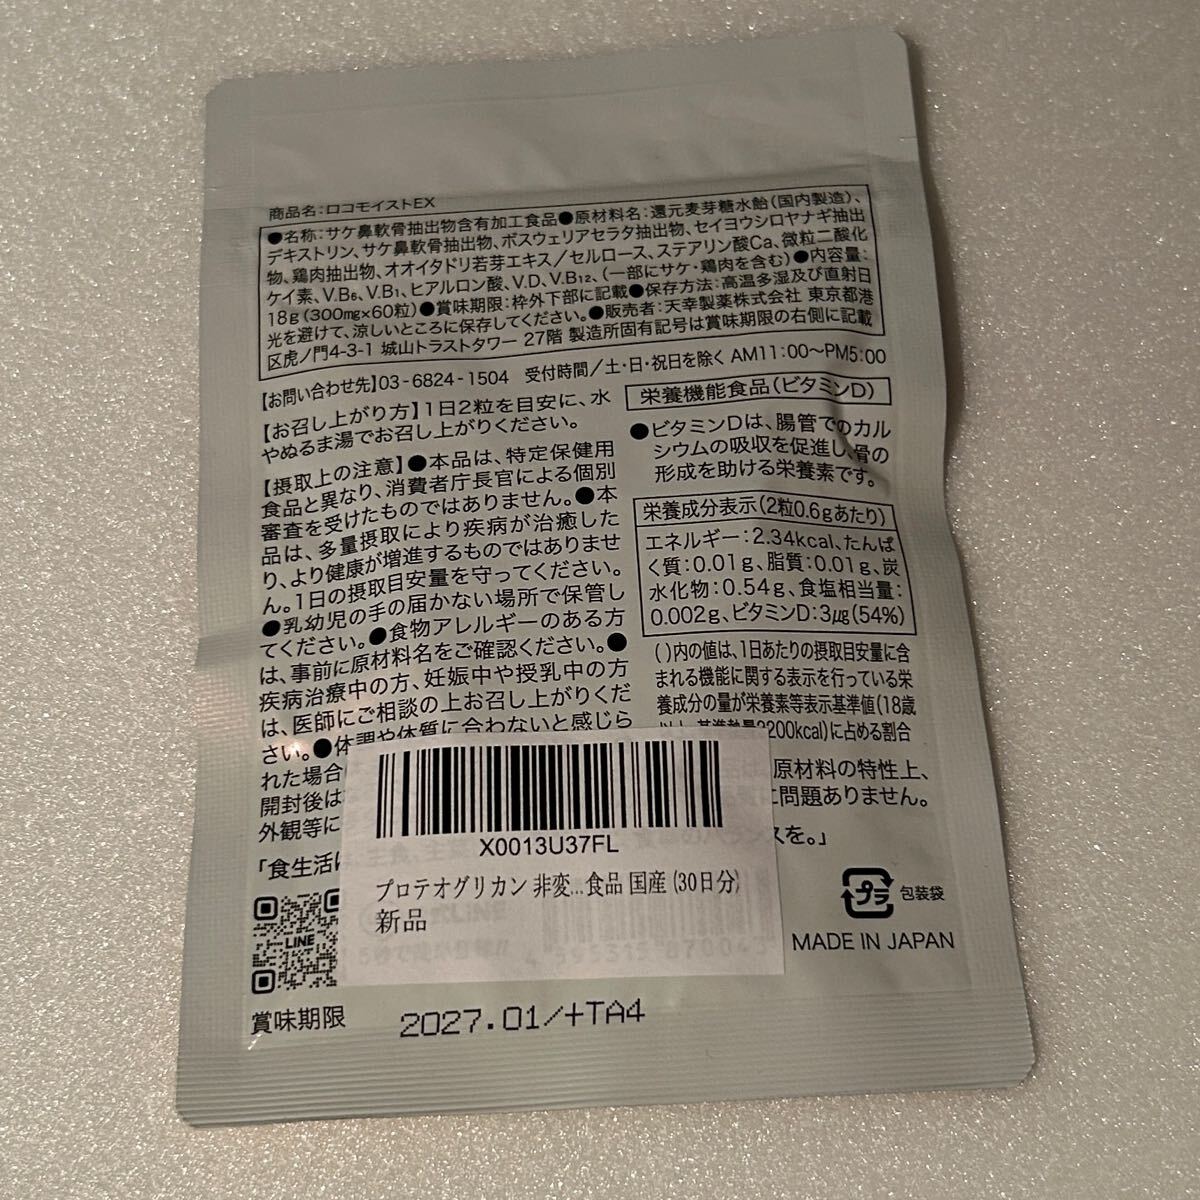 商品名:ロコモイストEX
●名称:サケ鼻軟骨抽出物含有加工食品●原材料名:還元麦芽糖水飴(国内製造)、
デキストリン、サケ鼻軟骨抽出物、ボスウェリアセラタ抽出物、セイヨウシロヤナギ抽出
物、鶏肉抽出物、オオイタドリ若芽エキス/セルロース、ステアリン酸Ca、微粒二酸化
ケイ素、V.B₆、V.B₁、ヒアルロン酸、V.D、V.B₁₂、(一部にサケ・鶏肉を含む)●内容量:
18g(300mg×60粒)●賞味期限:枠外下部に記載●保存方法:高温多湿及び直射日
光を避けて、涼しいところに保存してください。●販売者:天幸製薬株式会社 東京都港
区虎ノ門4-3-1 城山トラストタワー 27階 製造所固有記号は賞味期限の右側に記載
【お問い合わせ先】03-6824-1504 受付時間/土・日・祝日を除く AM11:00〜PM5:00
【お召し上がり方】1日2粒を目安に、水
やぬるま湯でお召し上がりください。
【摂取上の注意】●本品は、特定保健用
食品と異なり、消費者庁長官による個別
審査を受けたものではありません。●本
品は、多量摂取により疾病が治癒した
り、より健康が増進するものではありませ
ん。1日の摂取目安量を守ってください。
●乳幼児の手の届かない場所で保管し
てください。●食物アレルギーのある方
は、事前に原材料名をご確認ください。●
疾病治療中の方、妊娠中や授乳中の方
は、医師にご相談の上お召し上がりくだ
さい。●体調や体質に合わないと感じら
れた場合
開封後は
外観等に
「食生活は
栄養機能食品(ビタミンD)
●ビタミンDは、腸管でのカル
シウムの吸収を促進し、骨の
形成を助ける栄養素です。
栄養成分表示(2粒0.6gあたり)
エネルギー:2.34kcal、たんぱ
く質:0.01g、脂質:0.01g、炭
水化物:0.54g、食塩相当量:
0.002g、ビタミンD:3μg(54%)
( )内の値は、1日あたりの摂取目安量に含
まれる機能に関する表示を行っている栄
養成分の量が栄養素等表示基準値(18歳
以上、基準熱量2200kcal)に占める割合
原材料の特性上、
に問題ありません。
スを。」
X0013U37FL
プロテオグリカン 非変...食品 国産 (30日分)
新品
LINE
プラ
包装袋
MADE IN JAPAN
賞味期限
2027.01/+TA4